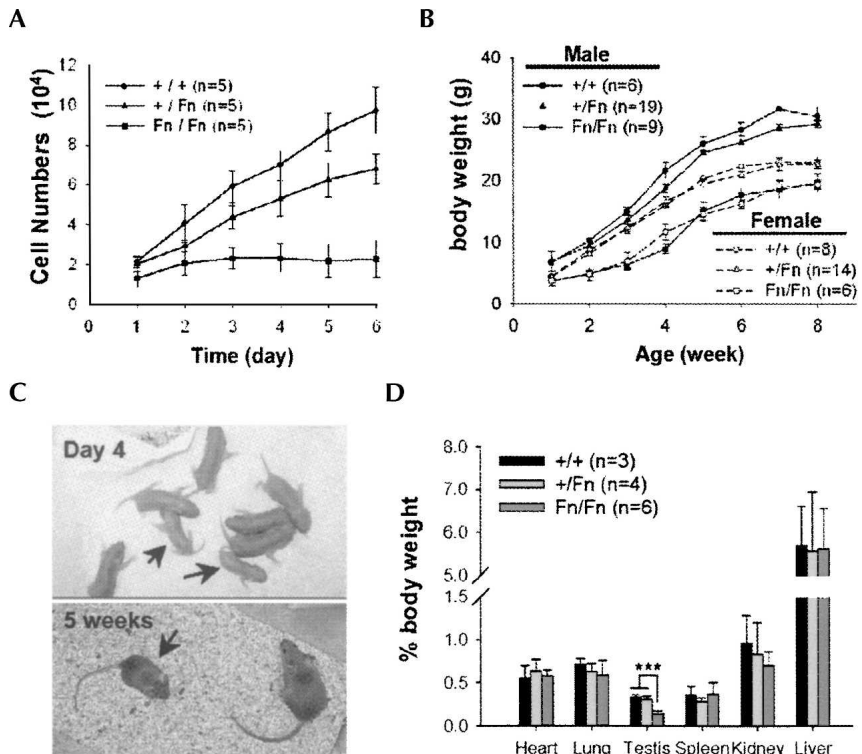 A
Cell Numbers (10⁴)
12
10
8
6
4
2
0
+ / + (n=5)
+ / Fn (n=5)
Fn / Fn (n=5)
0 1 2 3 4 5 6
Time (day)
B
body weight (g)
40
30
20
10
0
Male
+/+ (n=6)
+/Fn (n=19)
Fn/Fn (n=9)
Female
+/+ (n=8)
+/Fn (n=14)
Fn/Fn (n=6)
0 2 4 6 8
Age (week)
C
Day 4
5 weeks
D
% body weight
8.0
7.0
6.0
5.0
1.5
1.0
0.5
0.0
+/+ (n=3)
+/Fn (n=4)
Fn/Fn (n=6)
***
Heart Lung Testis Spleen Kidney Liver